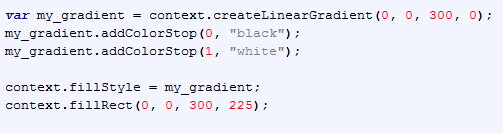 var my_gradient = context.createLinearGradient(0, 0, 300, 0);
my_gradient.addColorStop(0, "black");
my_gradient.addColorStop(1, "white");
context.fillStyle = my_gradient;
context.fillRect(0, 0, 300, 225);